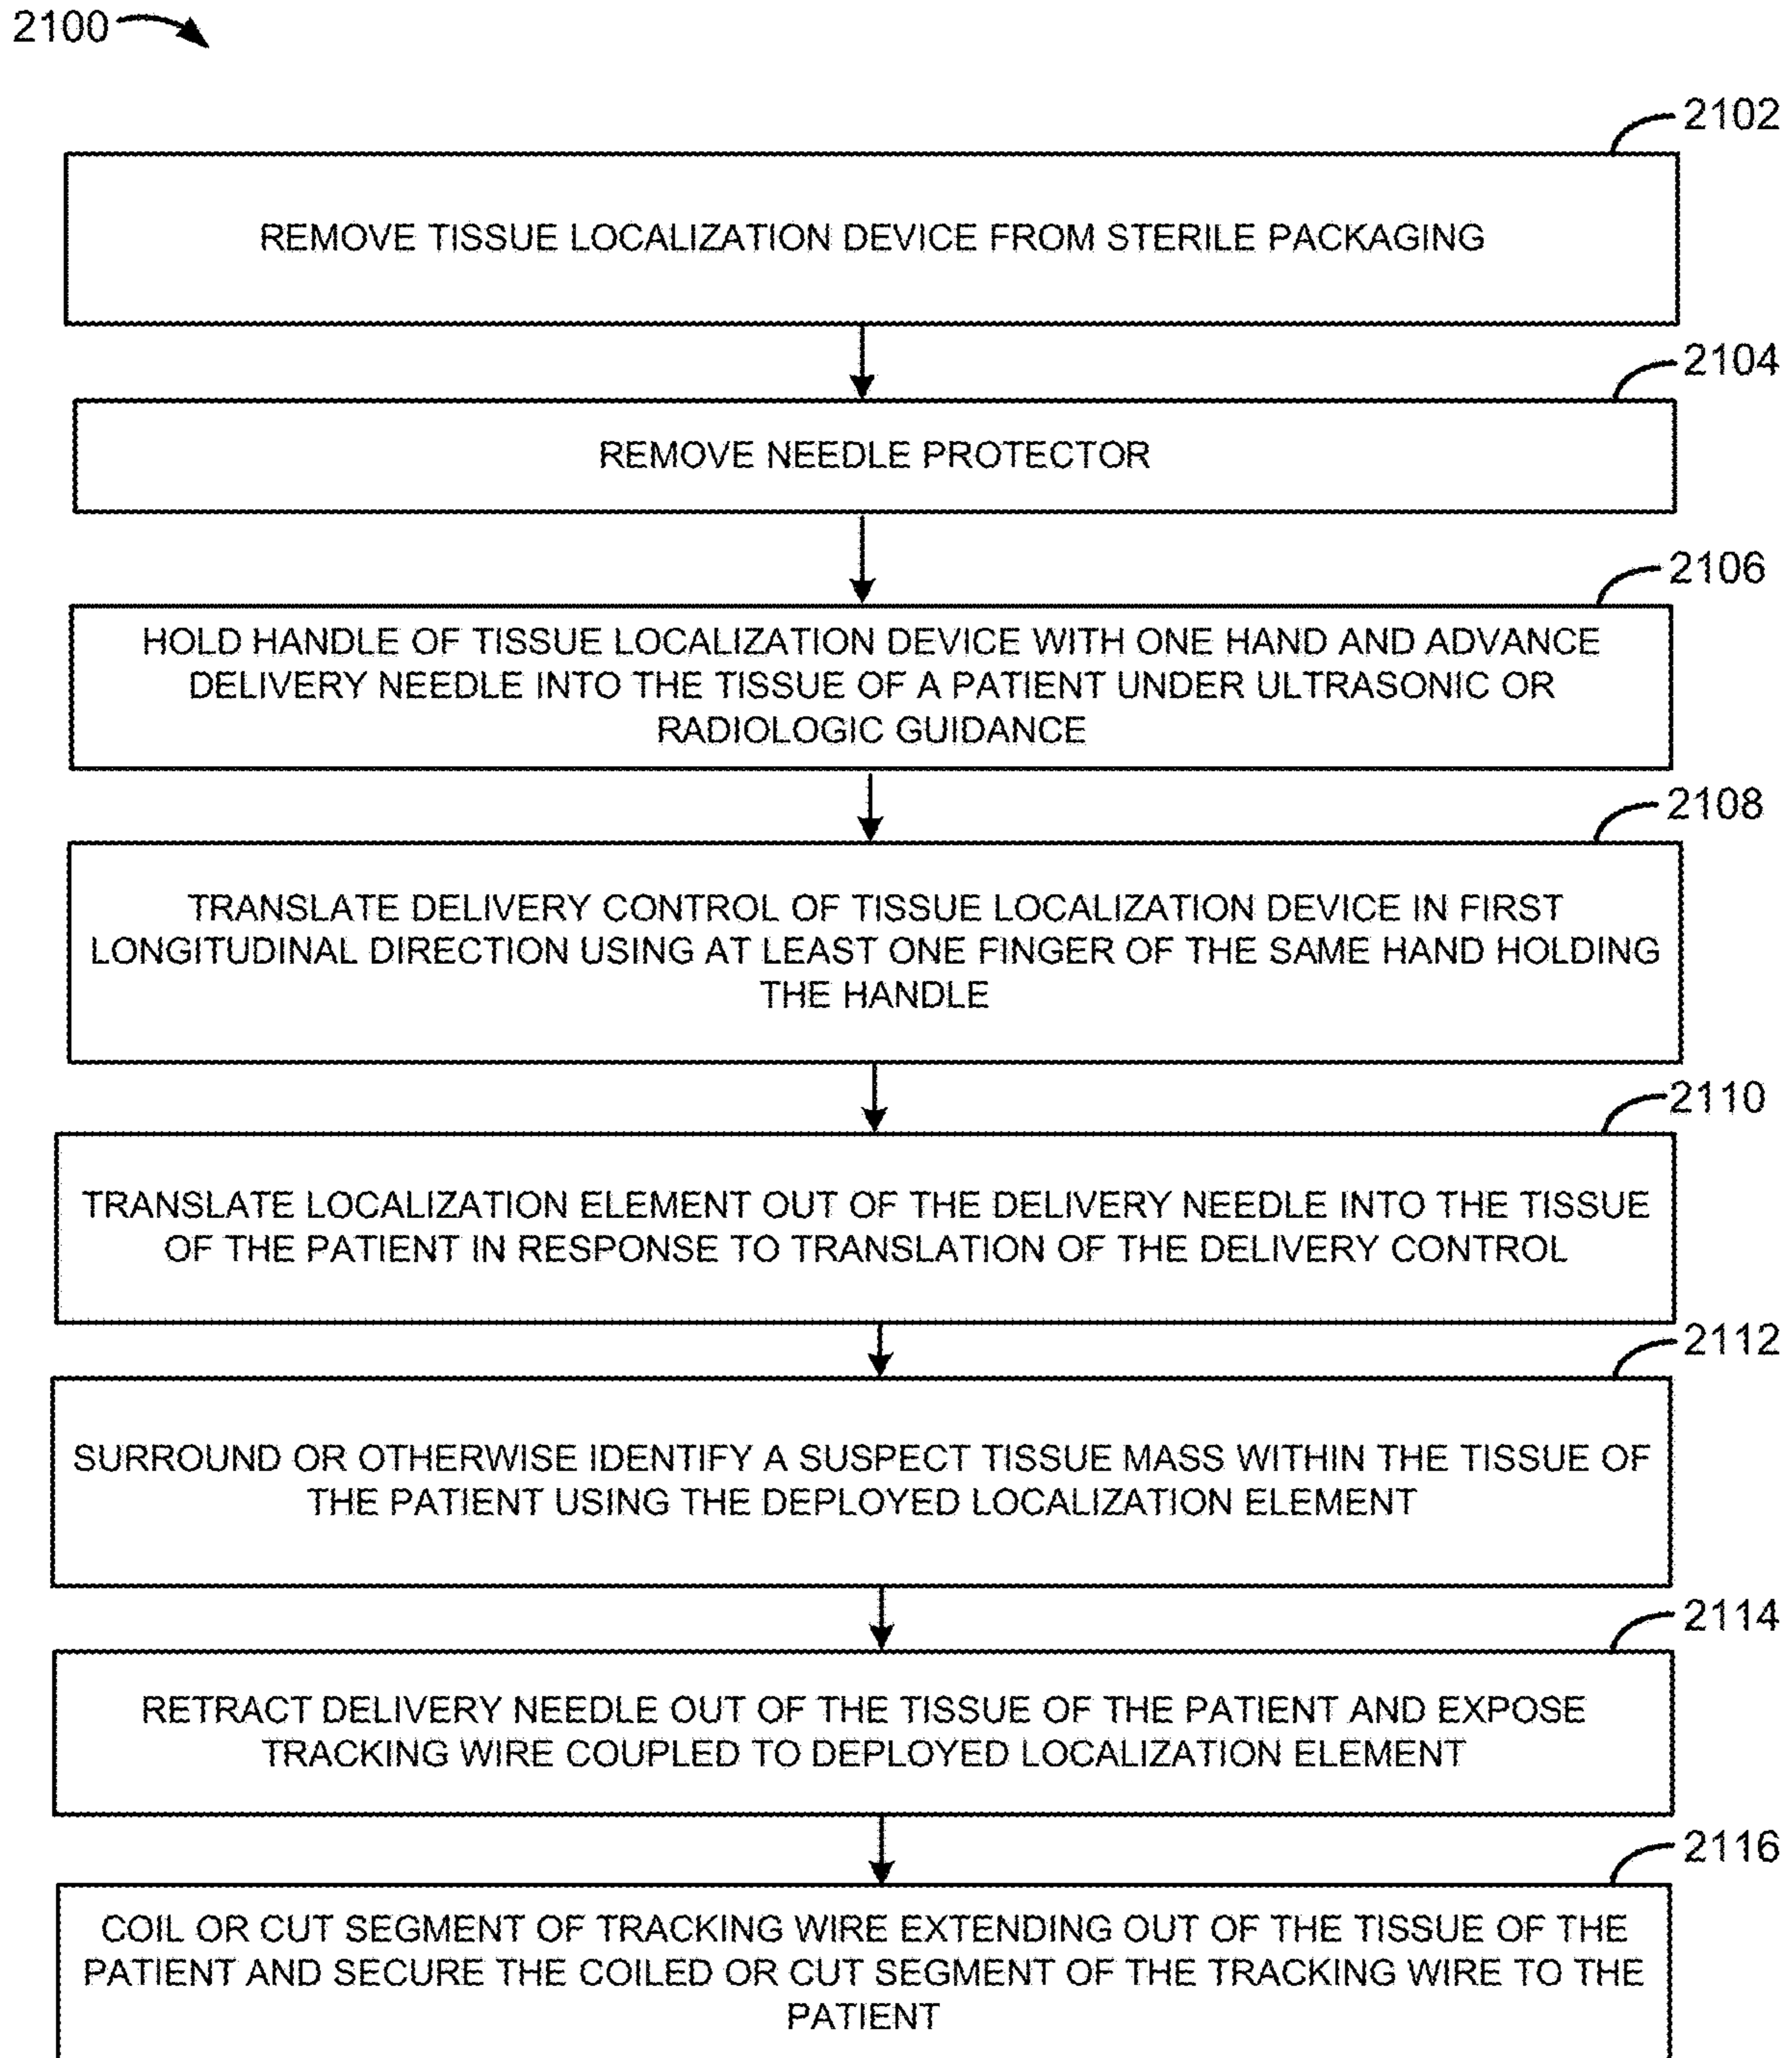 2100
2102
REMOVE TISSUE LOCALIZATION DEVICE FROM STERILE PACKAGING
2104
REMOVE NEEDLE PROTECTOR
2106
HOLD HANDLE OF TISSUE LOCALIZATION DEVICE WITH ONE HAND AND ADVANCE
DELIVERY NEEDLE INTO THE TISSUE OF A PATIENT UNDER ULTRASONIC OR
RADIOLOGIC GUIDANCE
2108
TRANSLATE DELIVERY CONTROL OF TISSUE LOCALIZATION DEVICE IN FIRST
LONGITUDINAL DIRECTION USING AT LEAST ONE FINGER OF THE SAME HAND HOLDING
THE HANDLE
2110
TRANSLATE LOCALIZATION ELEMENT OUT OF THE DELIVERY NEEDLE INTO THE TISSUE
OF THE PATIENT IN RESPONSE TO TRANSLATION OF THE DELIVERY CONTROL
2112
SURROUND OR OTHERWISE IDENTIFY A SUSPECT TISSUE MASS WITHIN THE TISSUE OF
THE PATIENT USING THE DEPLOYED LOCALIZATION ELEMENT
2114
RETRACT DELIVERY NEEDLE OUT OF THE TISSUE OF THE PATIENT AND EXPOSE
TRACKING WIRE COUPLED TO DEPLOYED LOCALIZATION ELEMENT
2116
COIL OR CUT SEGMENT OF TRACKING WIRE EXTENDING OUT OF THE TISSUE OF THE
PATIENT AND SECURE THE COILED OR CUT SEGMENT OF THE TRACKING WIRE TO THE
PATIENT